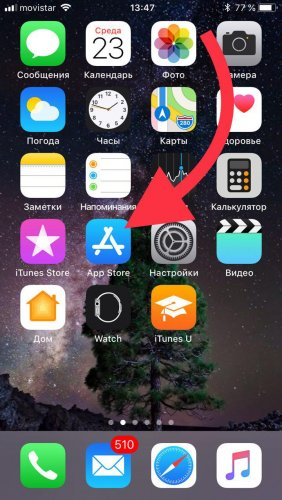 movistar 13:47 77 %
Среда
23
Сообщения Календарь Фото Камера
280
Погода Часы Карты Здоровье
Заметки Напоминания Калькулятор
iTunes Store App Store Настройки Видео
Дом Watch iTunes U
510